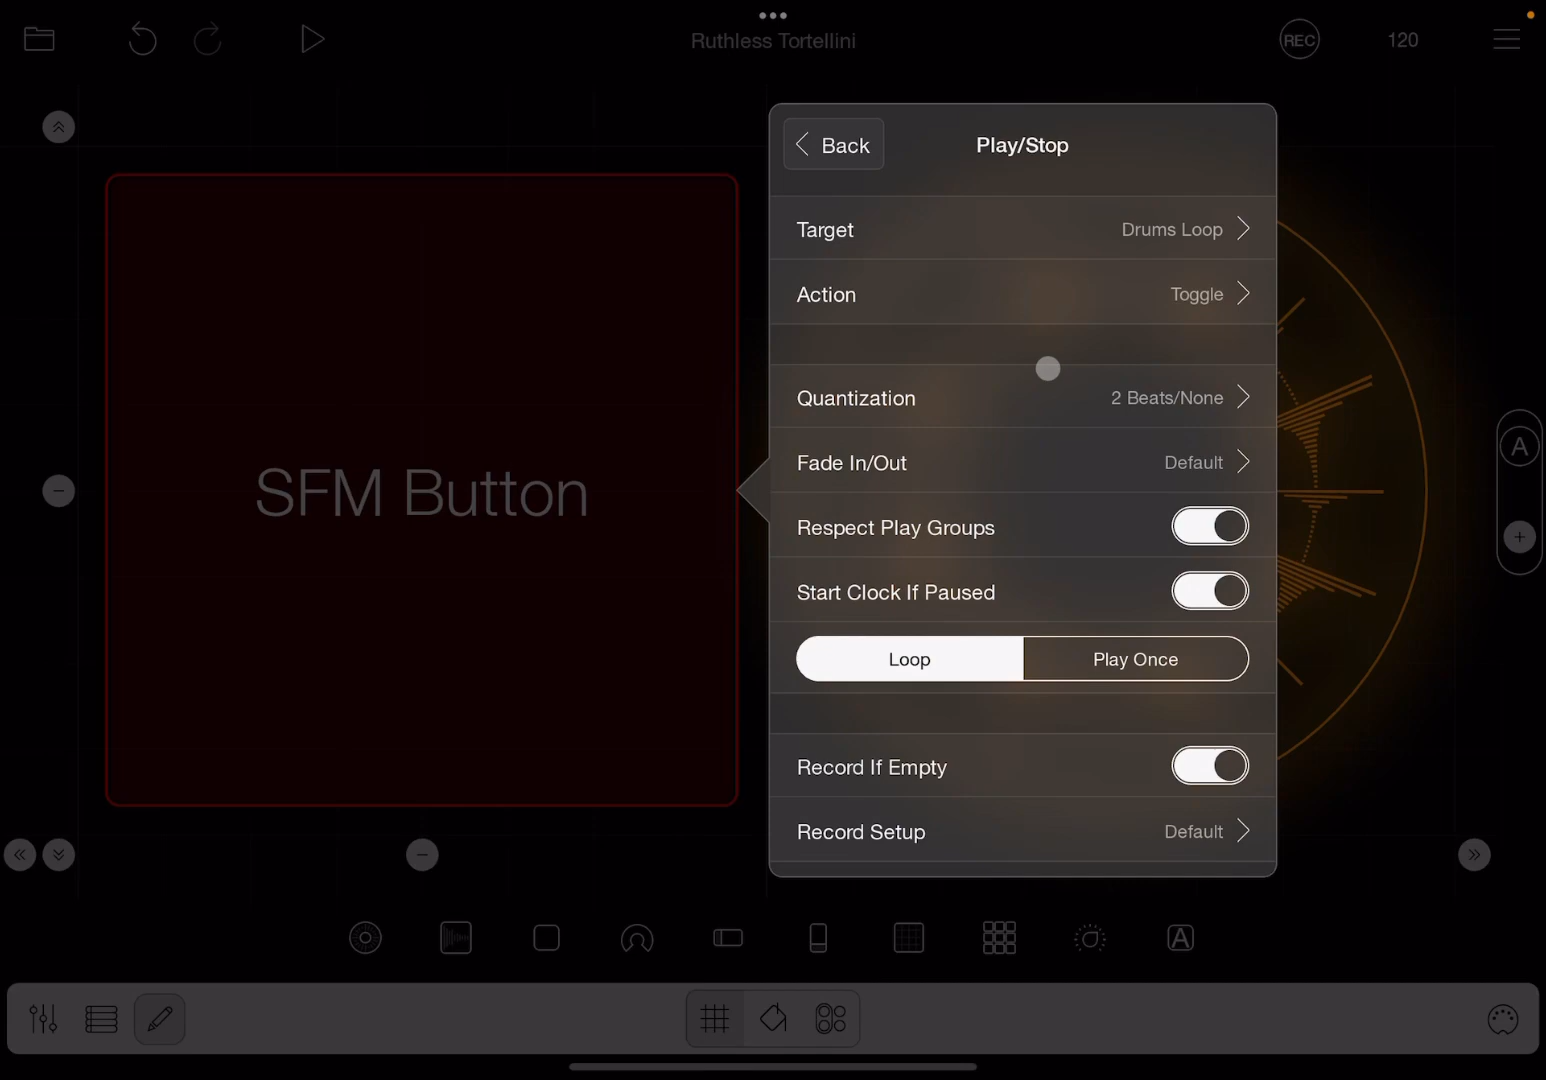 Ruthless Tortellini
REC
120
Back
Play/Stop
Target
Drums Loop
Action
Toggle
Quantization
2 Beats/None
Fade In/Out
Default
Respect Play Groups
Start Clock If Paused
Loop
Play Once
Record If Empty
Record Setup
Default
SFM Button
A
A